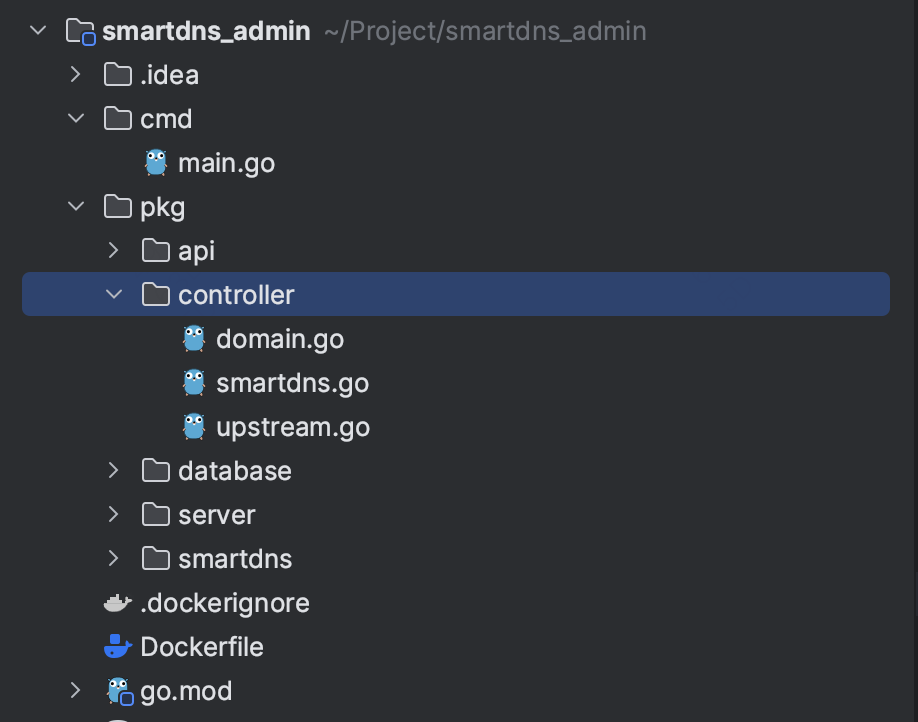 smartdns_admin ~/Project/smartdns_admin
.idea
cmd
main.go
pkg
api
controller
domain.go
smartdns.go
upstream.go
database
server
smartdns
.dockerignore
Dockerfile
go.mod